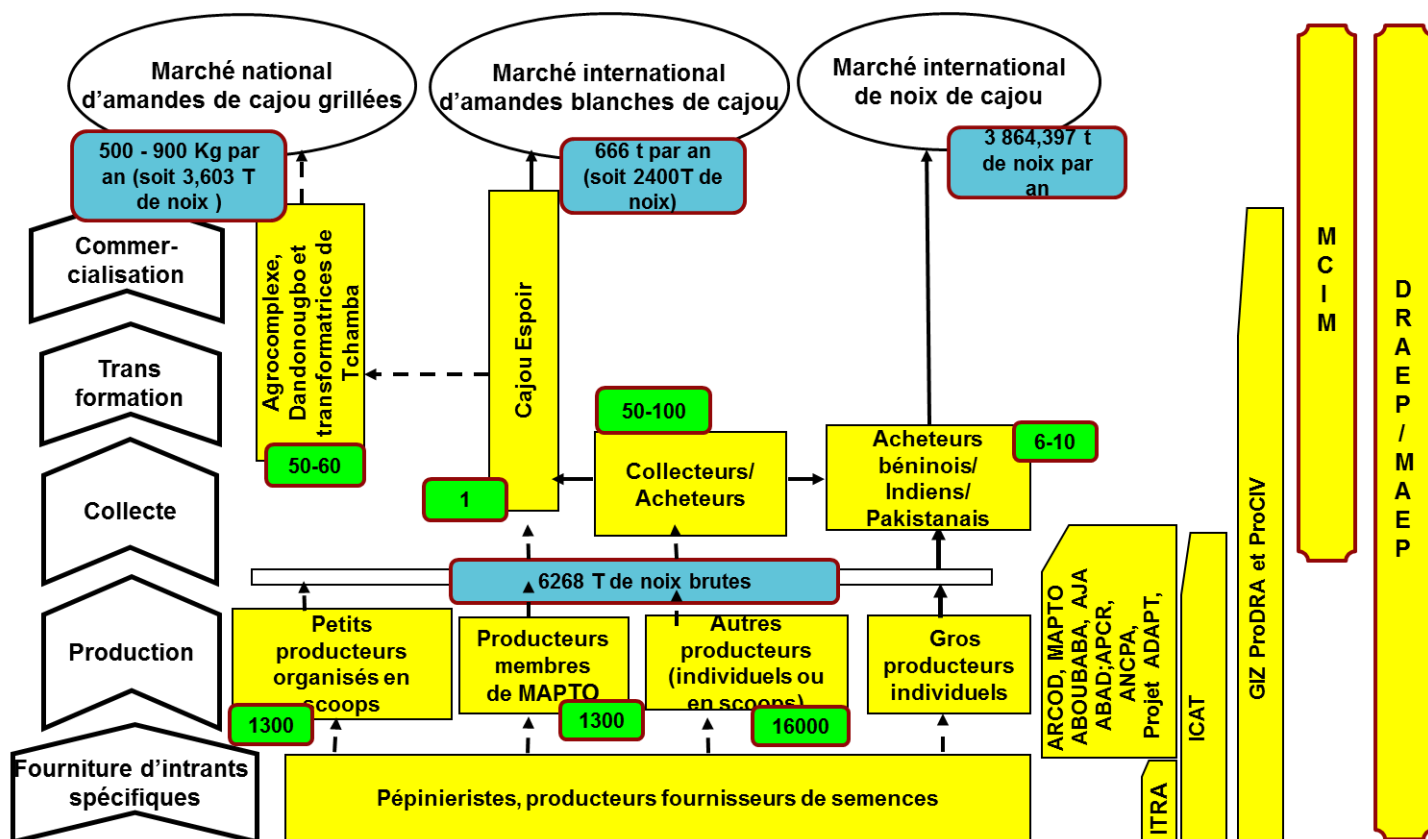 Marché national
d’amandes de cajou grillées
Marché international
d’amandes blanches de cajou
Marché international
de noix de cajou
500 - 900 Kg par
an (soit 3,603 T
de noix )
666 t par an
(soit 2400T de
noix)
3 864,397 t
de noix par
an
Commer-
cialisation
Trans
formation
Collecte
Production
Fourniture d’intrants
spécifiques
Agrocomplexe,
Dandonougbo et
transformatrices de
Tchamba
50-60
Cajou Espoir
1
50-100
Collecteurs/
Acheteurs
Acheteurs
béninois/
Indiens/
Pakistanais
6-10
6268 T de noix brutes
Petits
producteurs
organisés en
scoops
1300
Producteurs
membres
de MAPTO
1300
Autres
producteurs
(individuels ou
en scoops)
16000
Gros
producteurs
individuels
Pépinieristes, producteurs fournisseurs de semences
ARCOD, MAPTO
ABOUBABA, AJA
ABAD;APCR,
ANCPA,
Projet ADAPT,
ITRA
ICAT
GIZ ProDRA et ProCIV
MCIM
DRAEP/MAEP